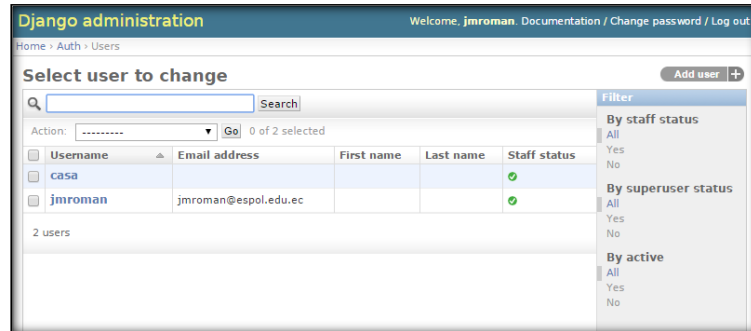 Django administration
Welcome, jmroman. Documentation / Change password / Log out
Home › Auth › Users
Select user to change
Add user +
Search
Action: --------- Go 0 of 2 selected
Username Email address First name Last name Staff status
casa
jmroman jmroman@espol.edu.ec
2 users
Filter
By staff status
All
Yes
No
By superuser status
All
Yes
No
By active
All
Yes
No